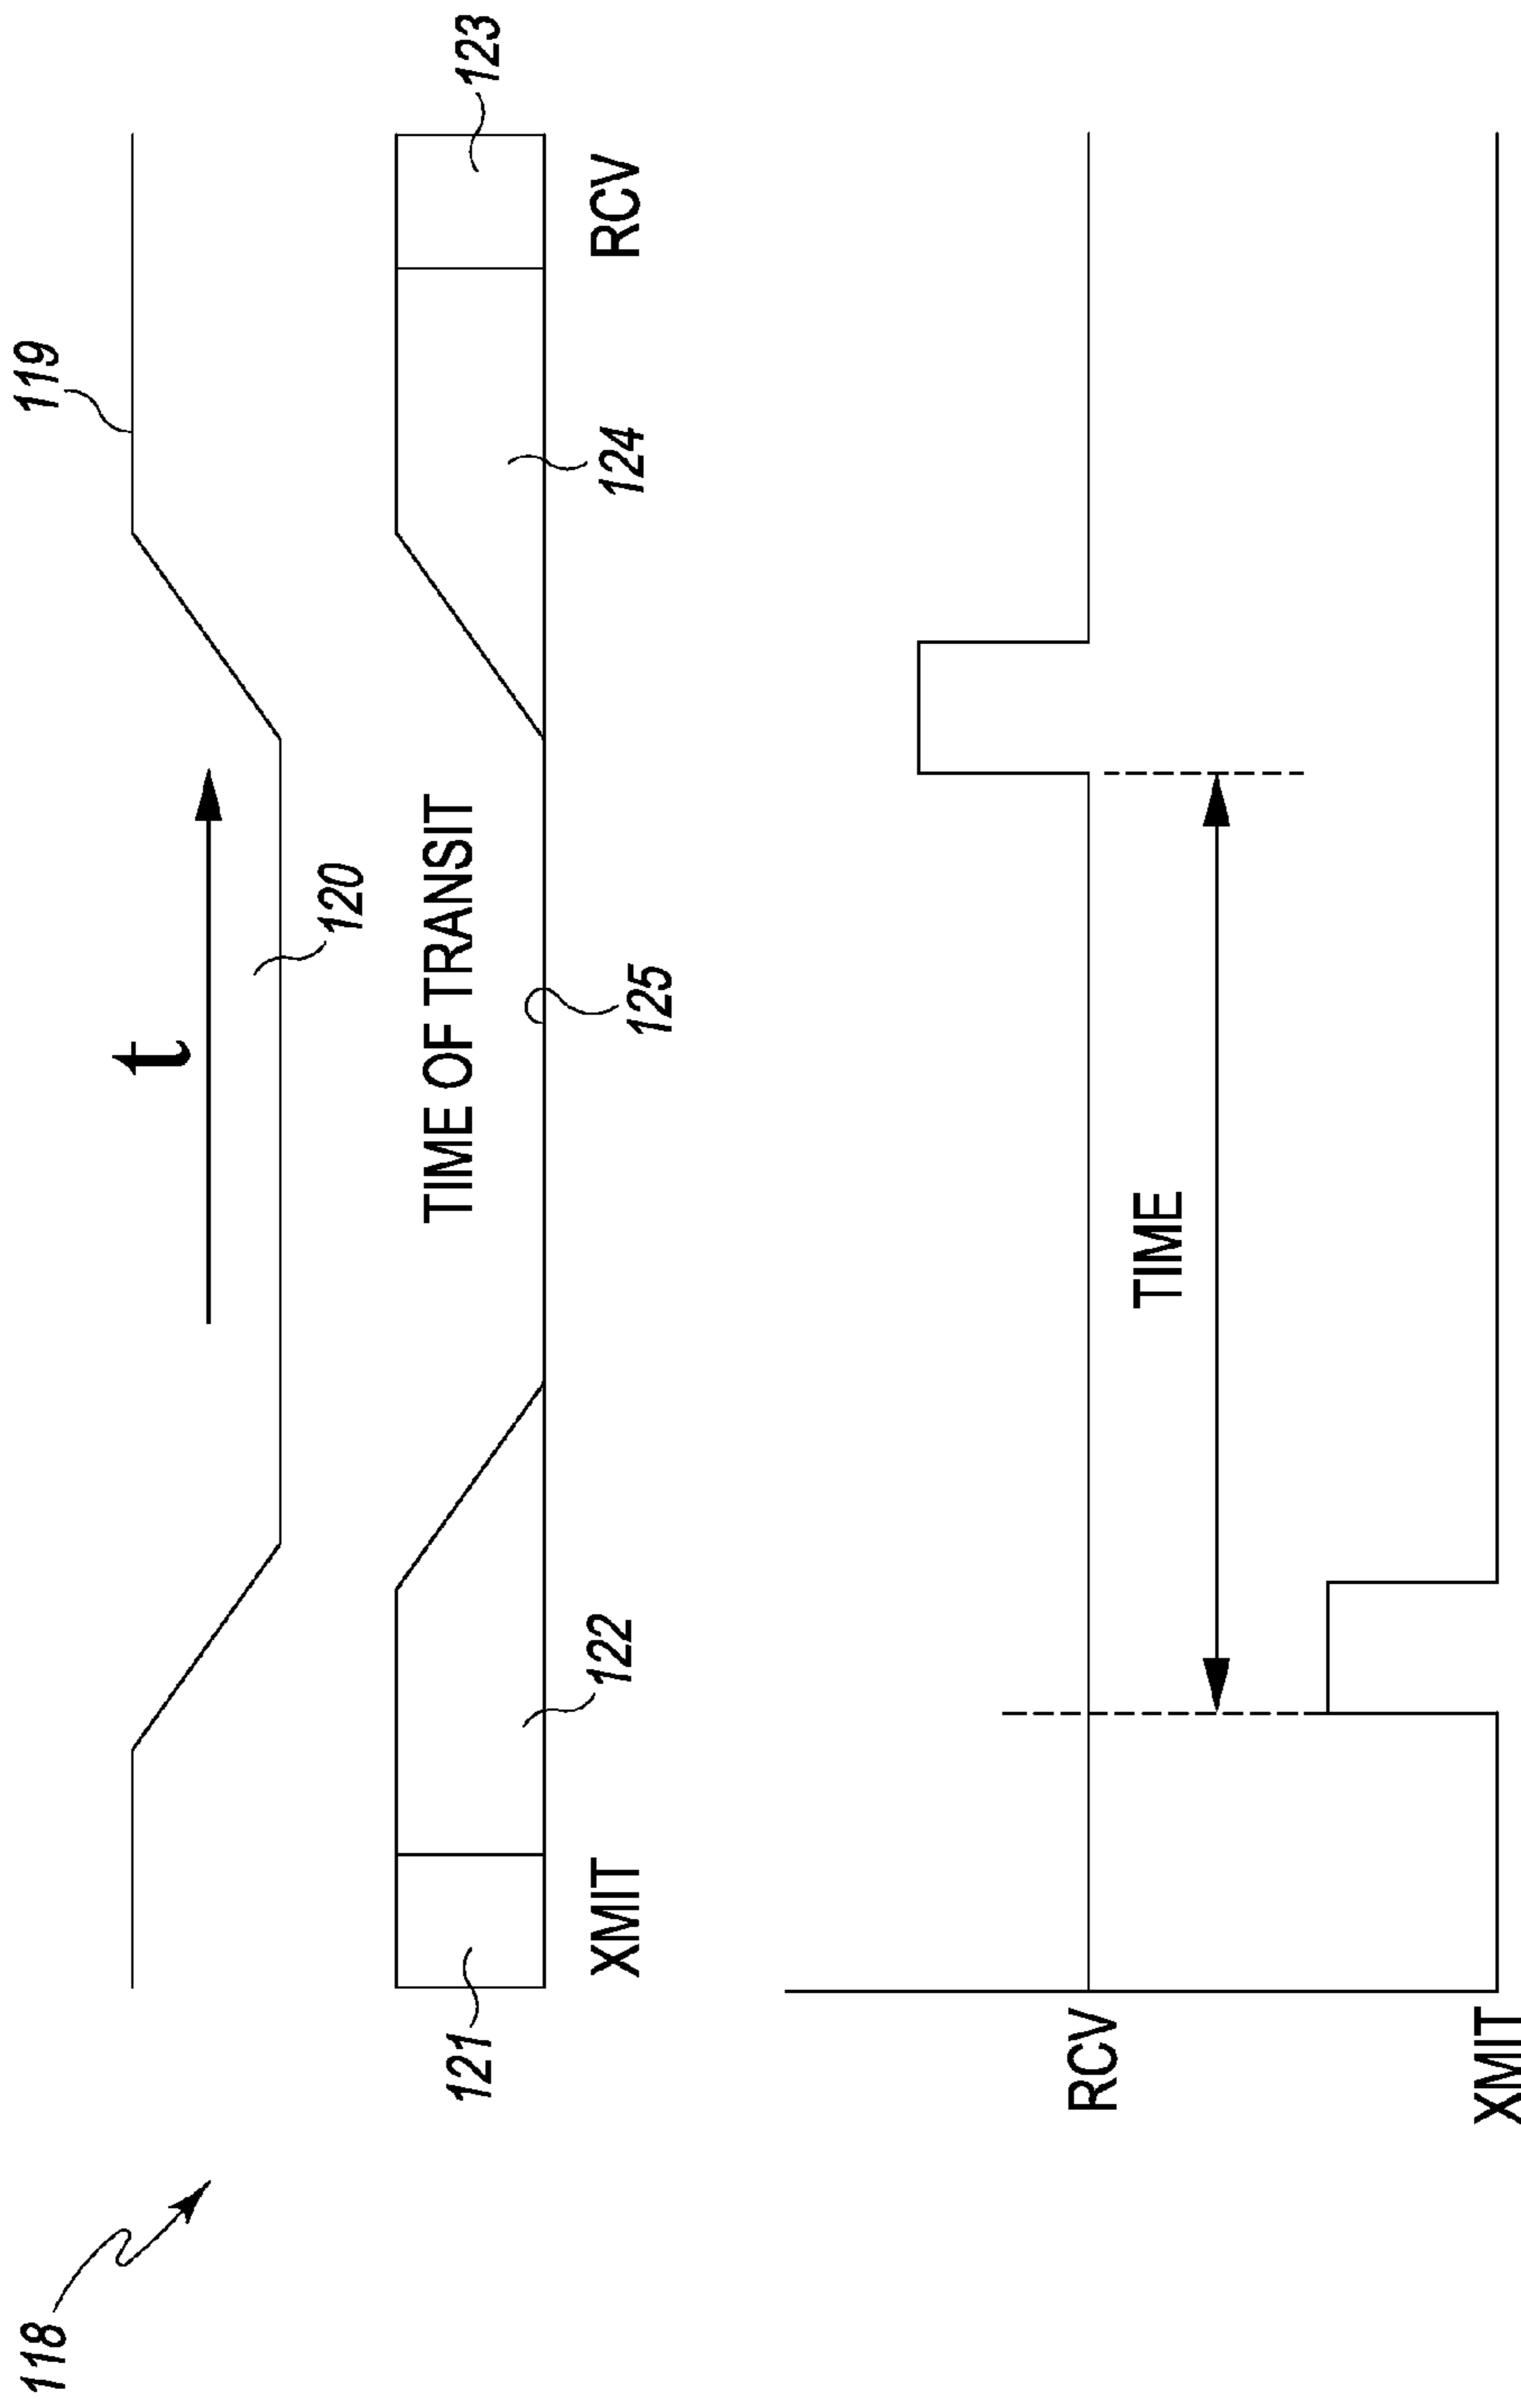 118
119
t
120
123
121
TIME OF TRANSIT
122
125
124
XMIT
RCV
RCV
TIME
XMIT